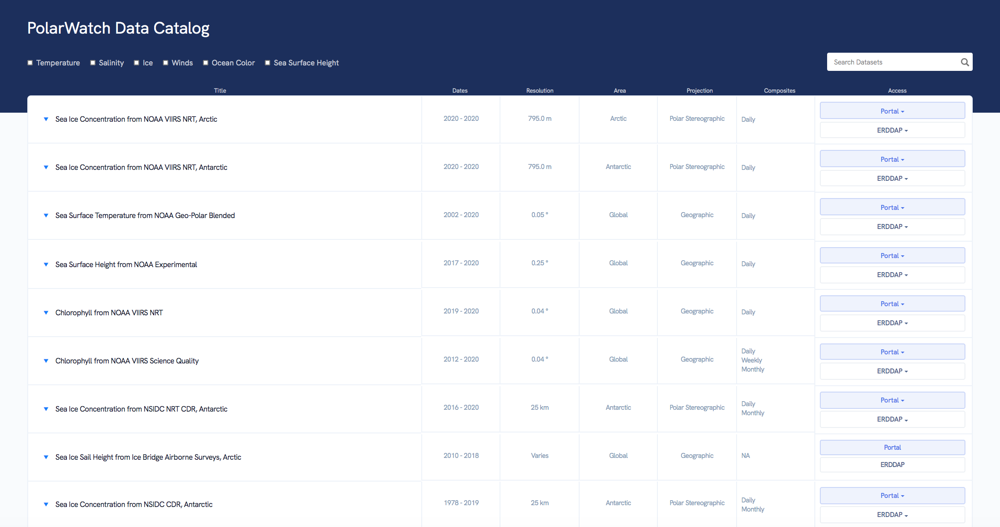 PolarWatch Data Catalog
Temperature Salinity Ice Winds Ocean Color Sea Surface Height
Search Datasets
Title Dates Resolution Area Projection Composites Access
Sea Ice Concentration from NOAA VIIRS NRT, Arctic 2020 - 2020 795.0 m Arctic Polar Stereographic Daily
Portal
ERDDAP
Sea Ice Concentration from NOAA VIIRS NRT, Antarctic 2020 - 2020 795.0 m Antarctic Polar Stereographic Daily
Portal
ERDDAP
Sea Surface Temperature from NOAA Geo-Polar Blended 2002 - 2020 0.05 ° Global Geographic Daily
Portal
ERDDAP
Sea Surface Height from NOAA Experimental 2017 - 2020 0.25 ° Global Geographic Daily
Portal
ERDDAP
Chlorophyll from NOAA VIIRS NRT 2019 - 2020 0.04 ° Global Geographic Daily
Portal
ERDDAP
Chlorophyll from NOAA VIIRS Science Quality 2012 - 2020 0.04 ° Global Geographic
Daily
Weekly
Monthly
Portal
ERDDAP
Sea Ice Concentration from NSIDC NRT CDR, Antarctic 2016 - 2020 25 km Antarctic Polar Stereographic
Daily
Monthly
Portal
ERDDAP
Sea Ice Sail Height from Ice Bridge Airborne Surveys, Arctic 2010 - 2018 Varies Global Geographic NA
Portal
ERDDAP
Sea Ice Concentration from NSIDC CDR, Antarctic 1978 - 2019 25 km Antarctic Polar Stereographic
Daily
Monthly
Portal
ERDDAP